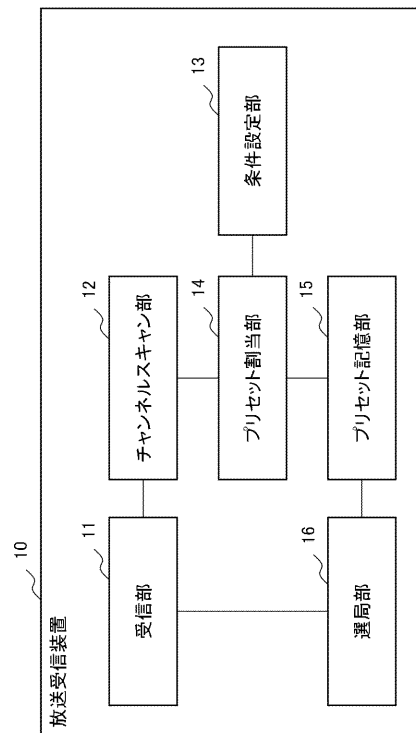 10
放送受信装置
11
受信部
12
チャンネルスキャン部
13
条件設定部
14
プリセット割当部
15
プリセット記憶部
16
選局部